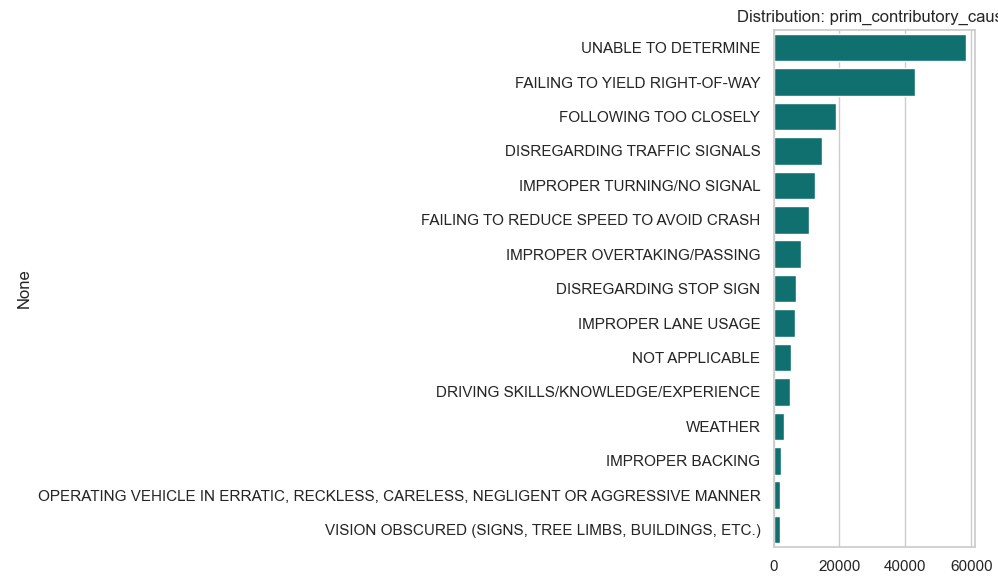 Distribution: prim_contributory_caus
UNABLE TO DETERMINE
FAILING TO YIELD RIGHT-OF-WAY
FOLLOWING TOO CLOSELY
DISREGARDING TRAFFIC SIGNALS
IMPROPER TURNING/NO SIGNAL
FAILING TO REDUCE SPEED TO AVOID CRASH
IMPROPER OVERTAKING/PASSING
DISREGARDING STOP SIGN
None
IMPROPER LANE USAGE
NOT APPLICABLE
DRIVING SKILLS/KNOWLEDGE/EXPERIENCE
WEATHER
IMPROPER BACKING
OPERATING VEHICLE IN ERRATIC, RECKLESS, CARELESS, NEGLIGENT OR AGGRESSIVE MANNER
VISION OBSCURED (SIGNS, TREE LIMBS, BUILDINGS, ETC.)
0 20000 40000 60000